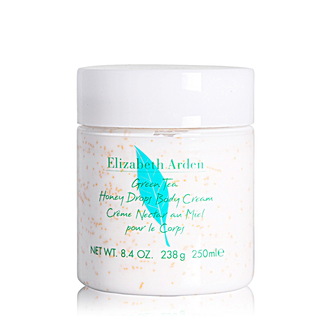 Elizabeth Arden
Green Tea
Honey Drops Body Cream
Crème Nectar au Miel
pour le Corps
NET WT. 8.4 OZ. 238g 250ml℮